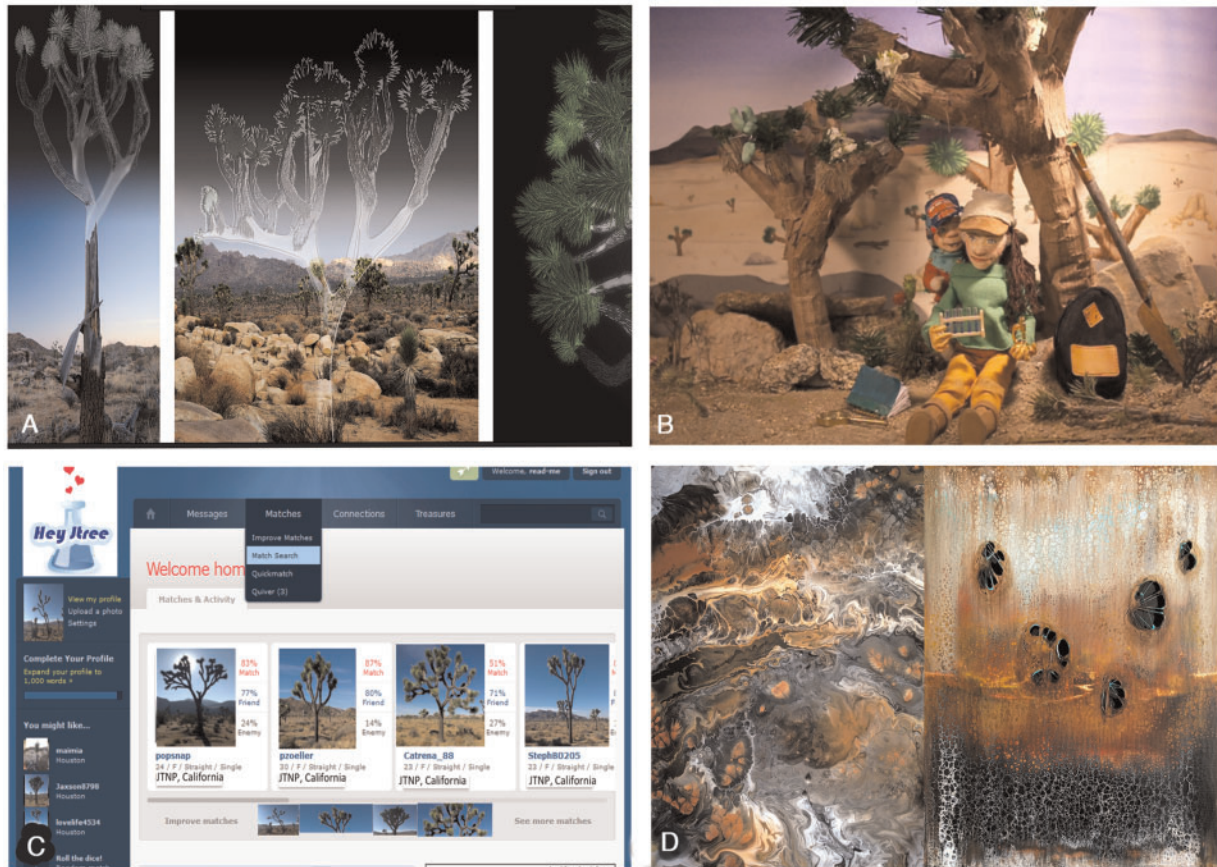 A
B
Welcome, read-me
Sign out
Hey Jtree
Messages
Matches
Connections
Treasures
Improve Matches
Match Search
Quickmatch
Quiver (3)
Welcome hom
Matches & Activity
View my profile
Upload a photo
Settings
Complete Your Profile
Expand your profile to
1,000 words »
You might like...
maimia
Houston
Jaxson8798
Houston
lovelife4534
Houston
Roll the dice!
83%
Match
77%
Friend
24%
Enemy
popsnap
24 / F / Straight / Single
JTNP, California
87%
Match
80%
Friend
14%
Enemy
pzoeller
30 / F / Straight / Single
JTNP, California
51%
Match
71%
Friend
27%
Enemy
Catrena_88
23 / F / Straight / Single
JTNP, California
StephB0205
23 / F / Straight / Single
JTNP, California
Improve matches
See more matches
C
D